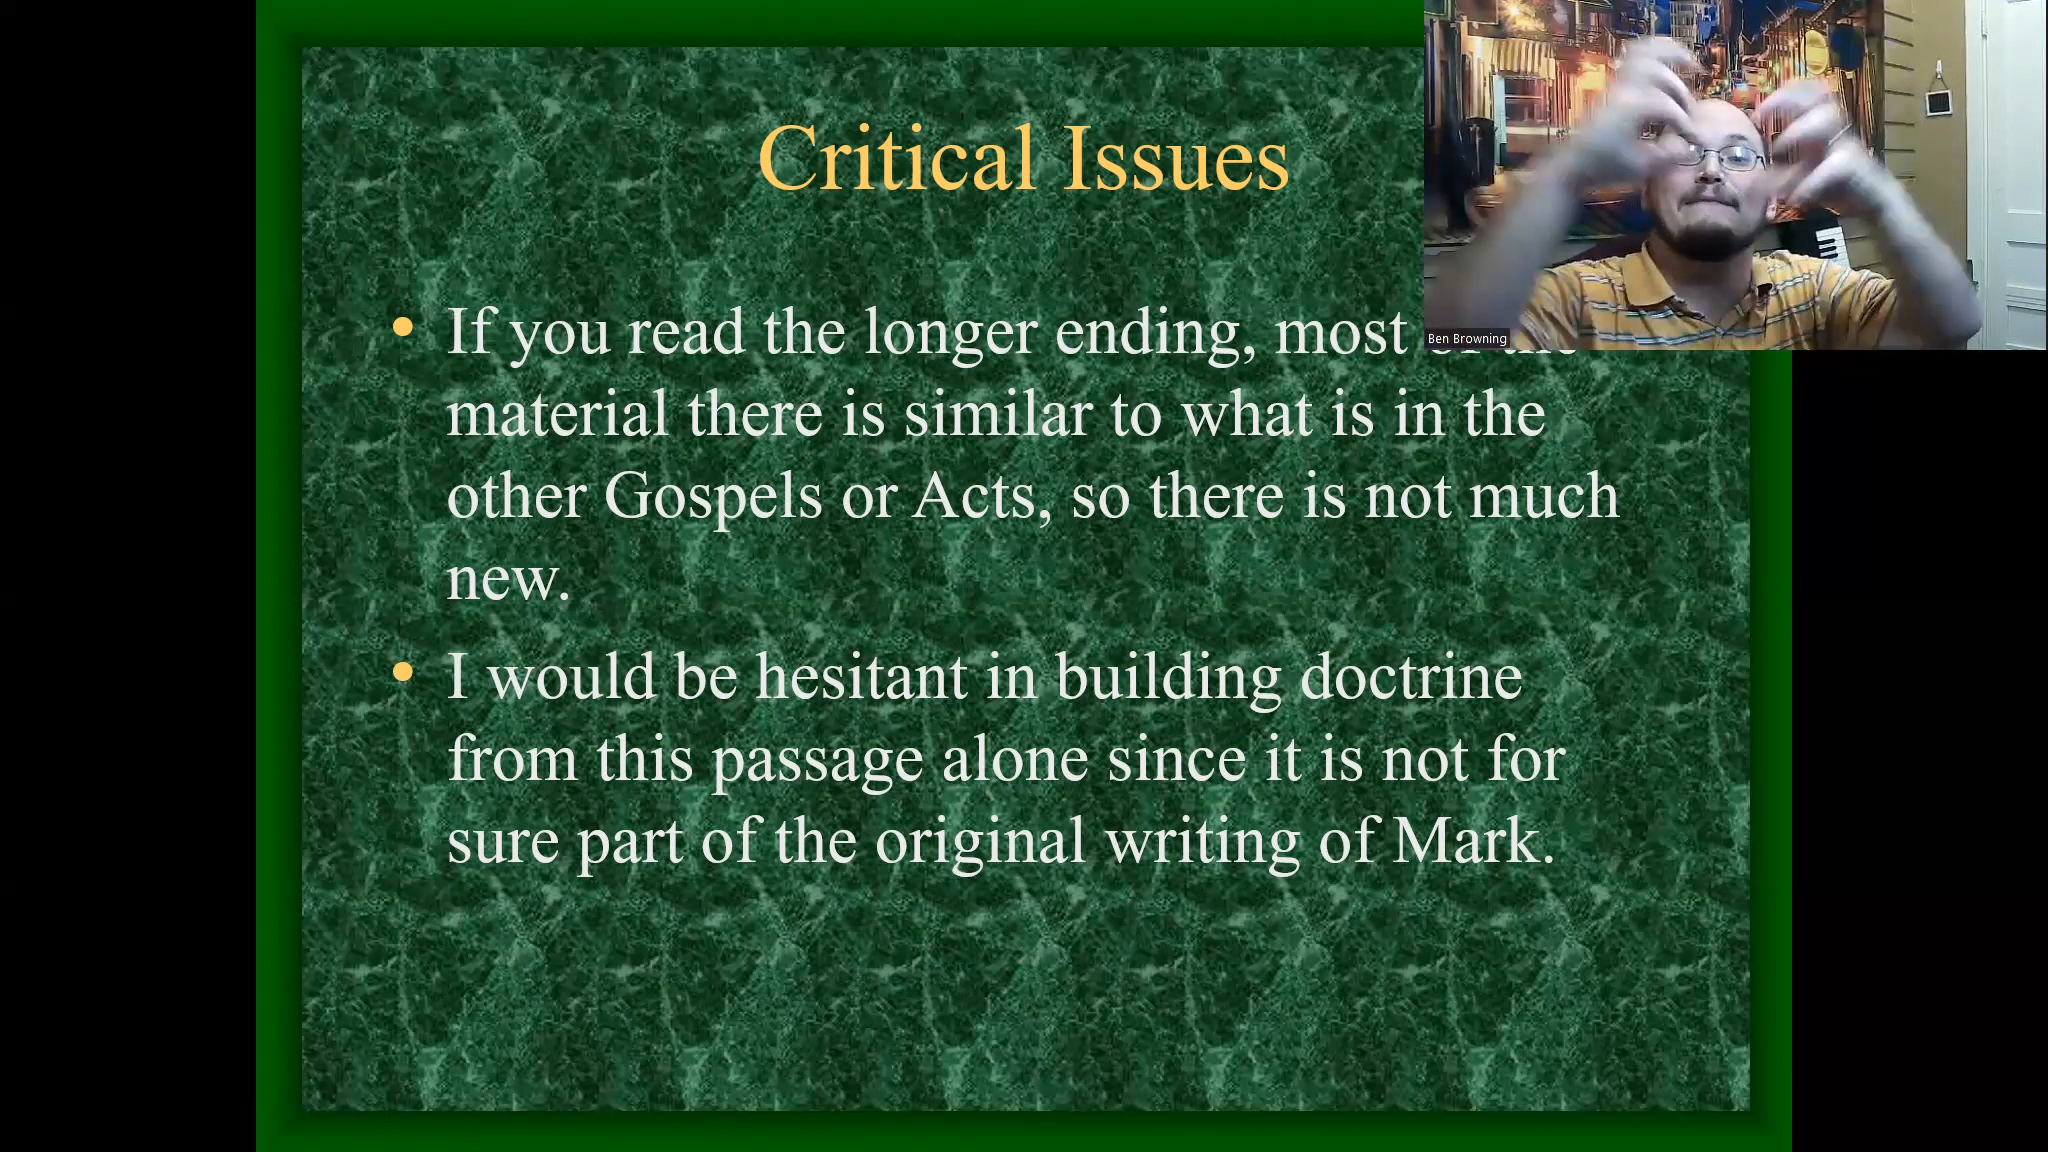 Critical Issues
• If you read the longer ending, most
material there is similar to what is in the
other Gospels or Acts, so there is not much
new.
• I would be hesitant in building doctrine
from this passage alone since it is not for
sure part of the original writing of Mark.
Ben Browning